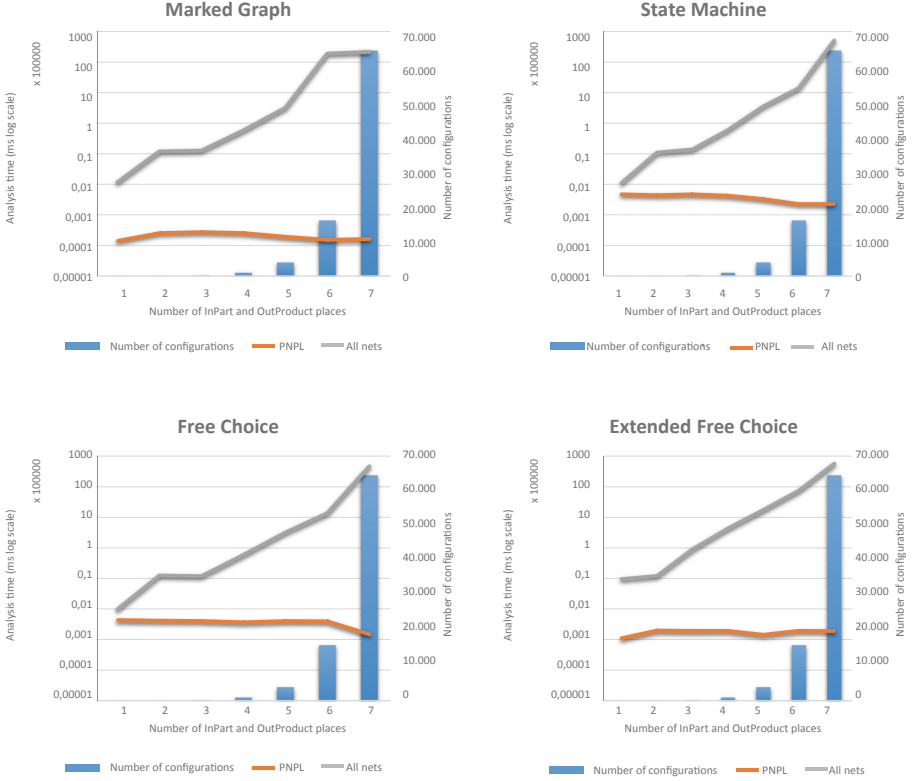 Marked Graph
x 100000
Analysis time (ms log scale)
1000
100
10
1
0,1
0,01
0,001
0,0001
0,00001
70.000
60.000
50.000
40.000
30.000
20.000
10.000
0
Number of configurations
1 2 3 4 5 6 7
Number of InPart and OutProduct places
Number of configurations PNPL All nets
State Machine
x 100000
Analysis time (ms log scale)
1000
100
10
1
0,1
0,01
0,001
0,0001
0,00001
70.000
60.000
50.000
40.000
30.000
20.000
10.000
0
Number of configurations
1 2 3 4 5 6 7
Number of InPart and OutProduct places
Number of configurations PNPL All nets
Free Choice
x 100000
Analysis time (ms log scale)
1000
100
10
1
0,1
0,01
0,001
0,0001
0,00001
70.000
60.000
50.000
40.000
30.000
20.000
10.000
0
Number of configurations
1 2 3 4 5 6 7
Number of InPart and OutProduct places
Number of configurations PNPL All nets
Extended Free Choice
x 100000
Analysis time (ms log scale)
1000
100
10
1
0,1
0,01
0,001
0,0001
0,00001
70.000
60.000
50.000
40.000
30.000
20.000
10.000
0
Number of configurations
1 2 3 4 5 6 7
Number of InPart and OutProduct places
Number of configurations PNPL All nets